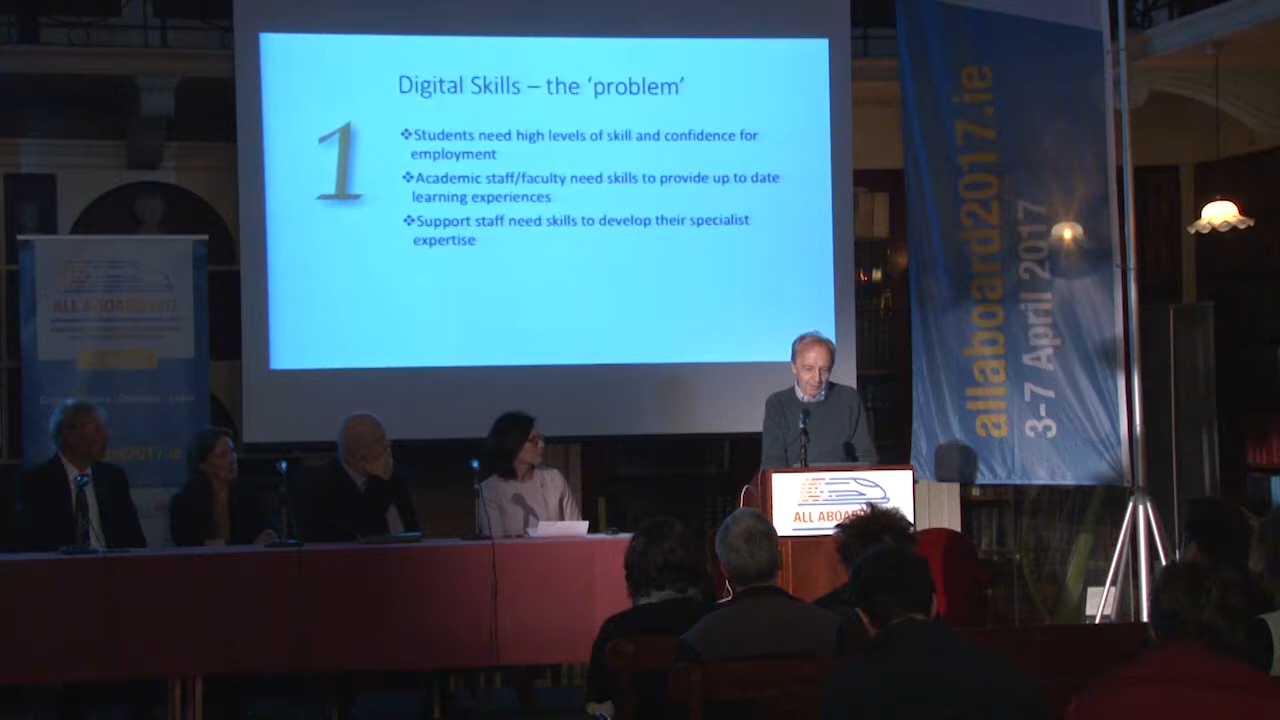 Digital Skills – the ‘problem’
1
❖Students need high levels of skill and confidence for
employment
❖Academic staff/faculty need skills to provide up to date
learning experiences
❖Support staff need skills to develop their specialist
expertise
allaboard2017.ie
3-7 April 2017
ALL ABOARD 2017
ALL ABOA